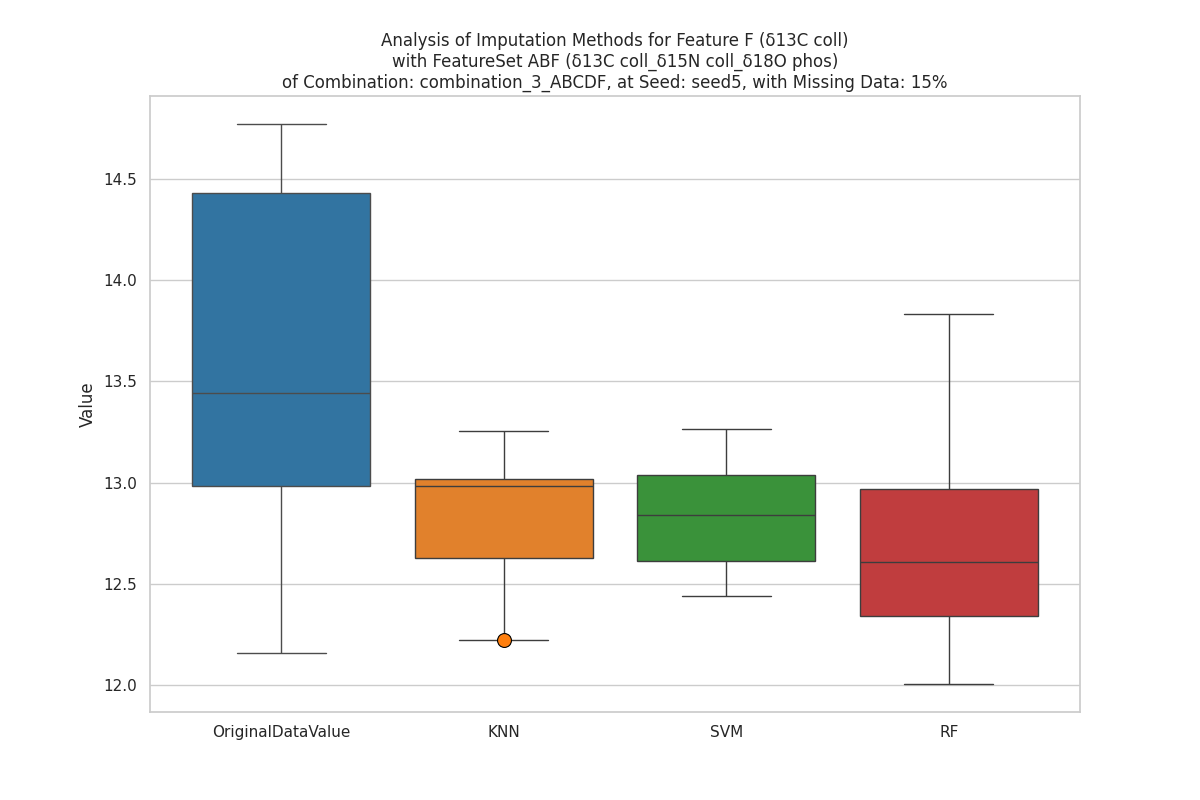 Analysis of Imputation Methods for Feature F (δ13C coll)
with FeatureSet ABF (δ13C coll_δ15N coll_δ18O phos)
of Combination: combination_3_ABCDF, at Seed: seed5, with Missing Data: 15%
14.5
14.0
13.5
13.0
12.5
12.0
Value
OriginalDataValue
KNN
SVM
RF